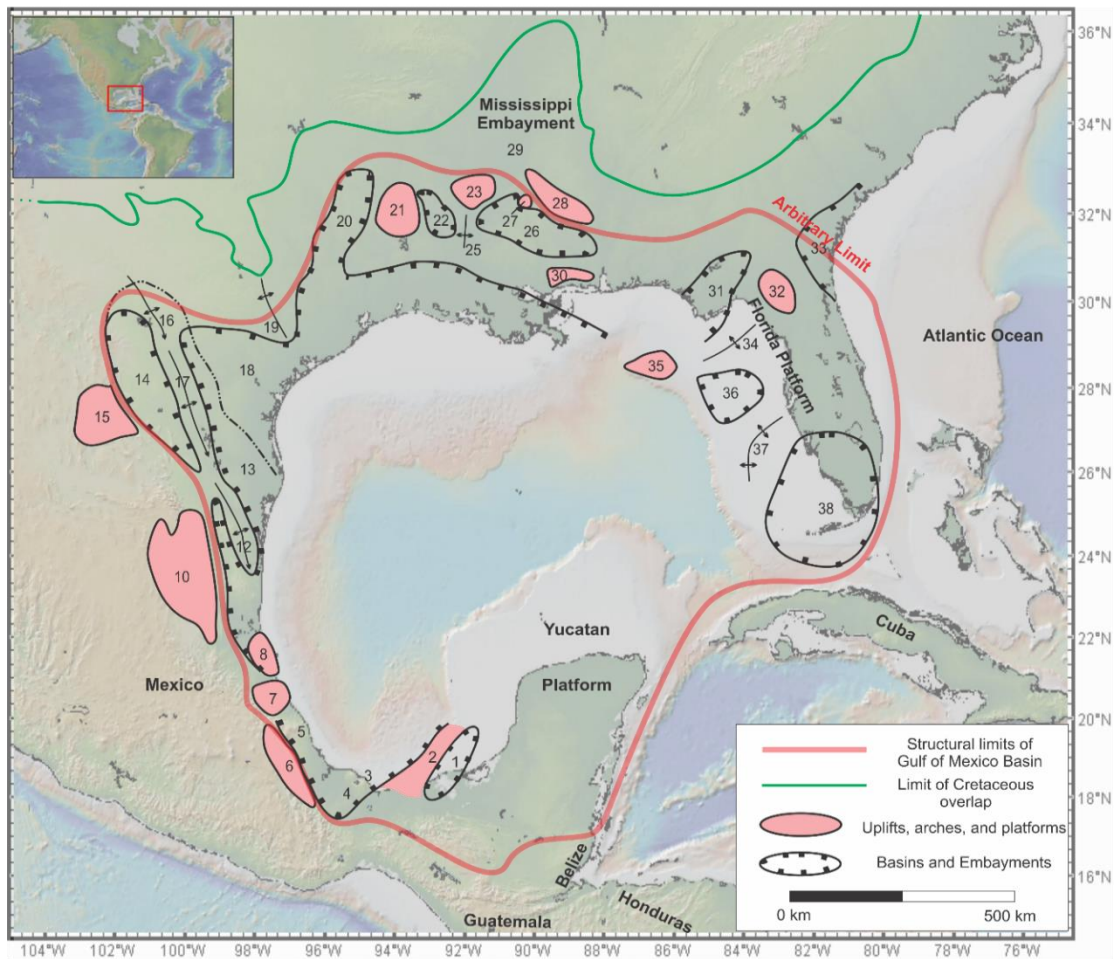 36°N
34°N
32°N
30°N
28°N
26°N
24°N
22°N
20°N
18°N
16°N
104°W
102°W
100°W
98°W
96°W
94°W
92°W
90°W
88°W
86°W
84°W
82°W
80°W
78°W
76°W
Mississippi
Embayment
29
20
21
22
23
25
27
26
28
30
Arbitrary Limit
33
31
32
34
Florida Platform
35
36
37
38
Atlantic Ocean
16
19
14
17
18
15
13
12
10
8
7
Mexico
5
6
3
4
2
1
Yucatan
Platform
Cuba
Belize
Guatemala
Honduras
Structural limits of
Gulf of Mexico Basin
Limit of Cretaceous
overlap
Uplifts, arches, and platforms
Basins and Embayments
0 km
500 km